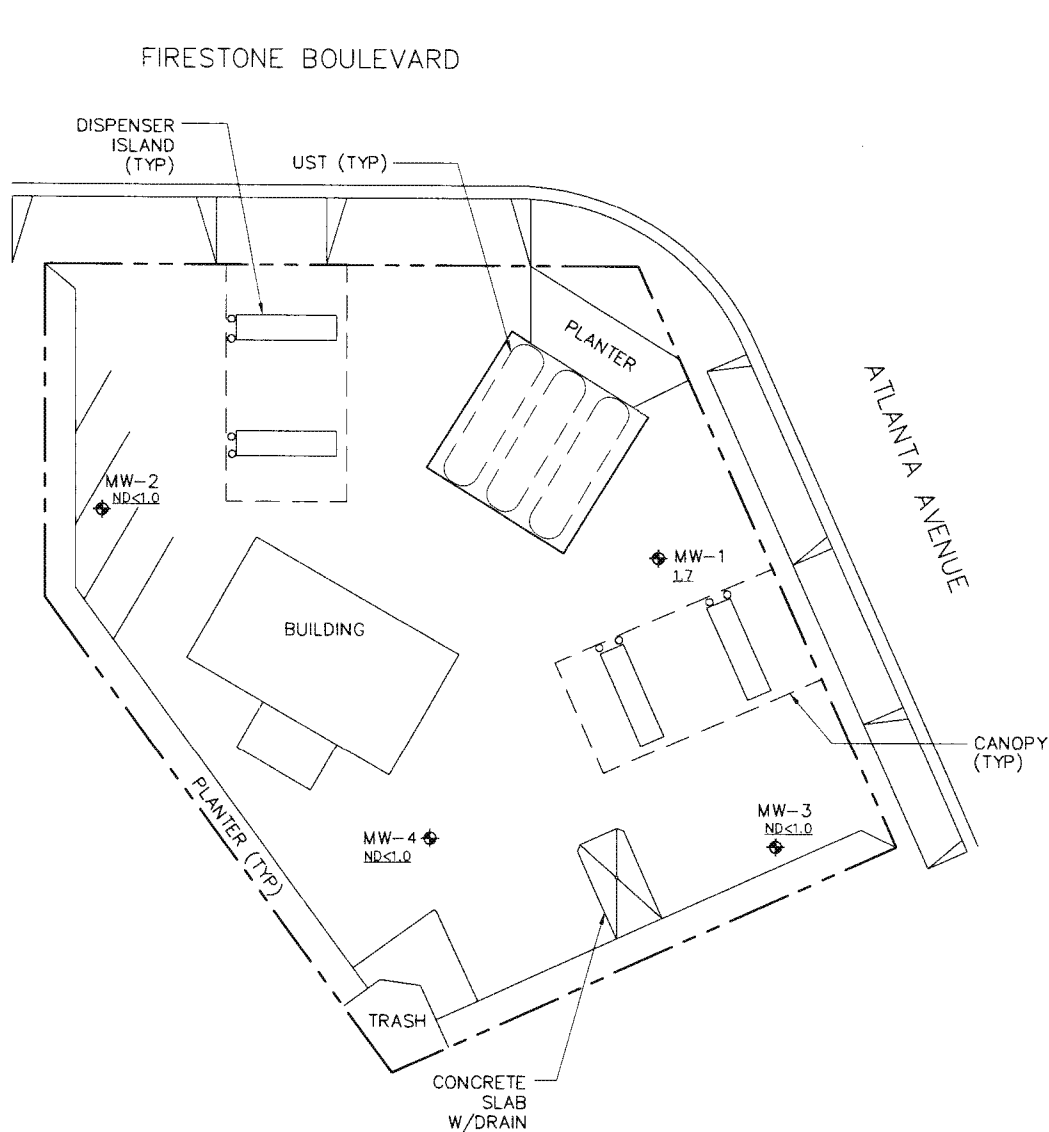 FIRESTONE BOULEVARD
DISPENSER
ISLAND
(TYP)
UST (TYP)
PLANTER
ATLANTA AVENUE
MW-2
ND<1.0
MW-1
1.7
BUILDING
CANOPY
(TYP)
PLANTER (TYP)
MW-3
ND<1.0
MW-4
ND<1.0
TRASH
CONCRETE
SLAB
W/DRAIN